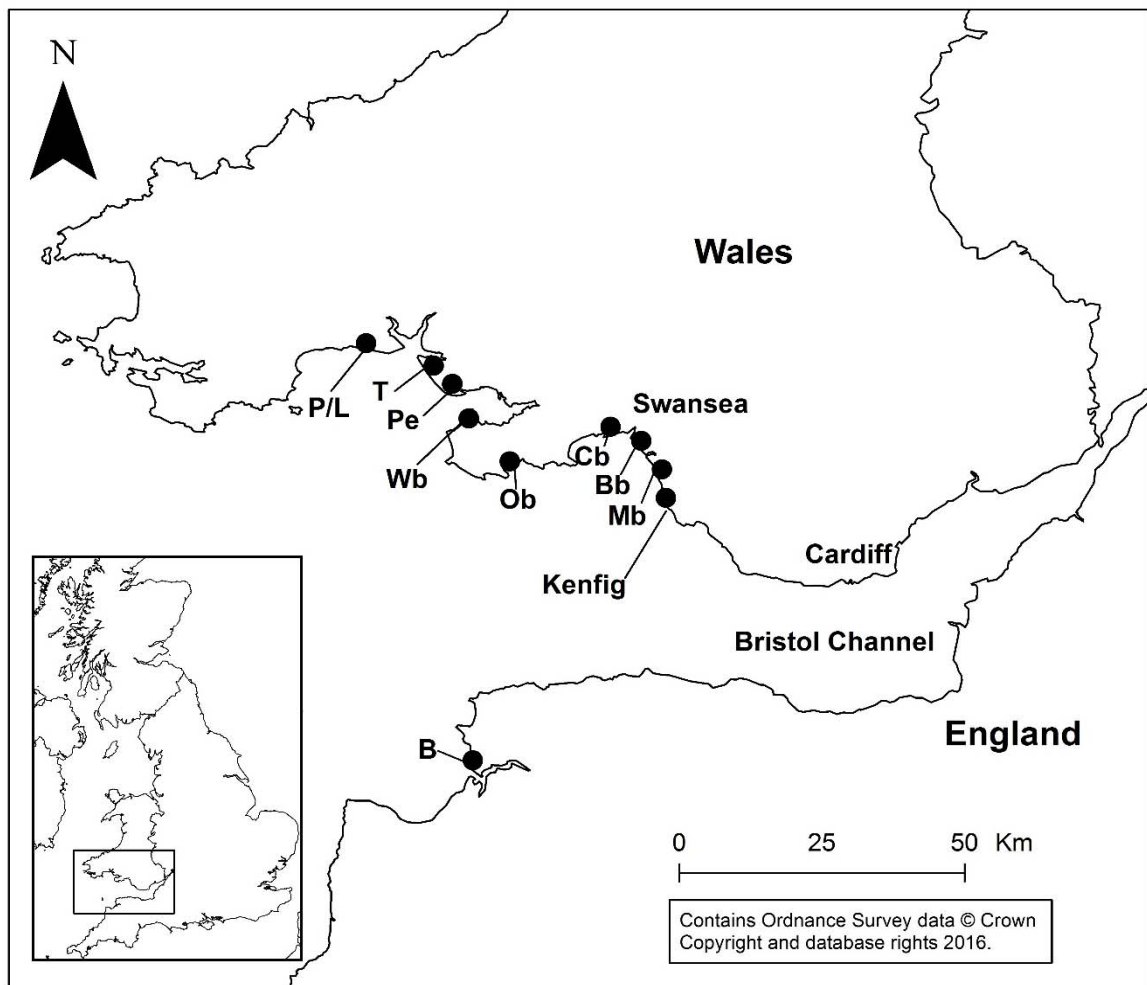 N
Wales
P/L
T
Pe
Swansea
Wb
Cb
Ob
Bb
Mb
Cardiff
Kenfig
Bristol Channel
England
B
0 25 50 Km
Contains Ordnance Survey data © Crown
Copyright and database rights 2016.